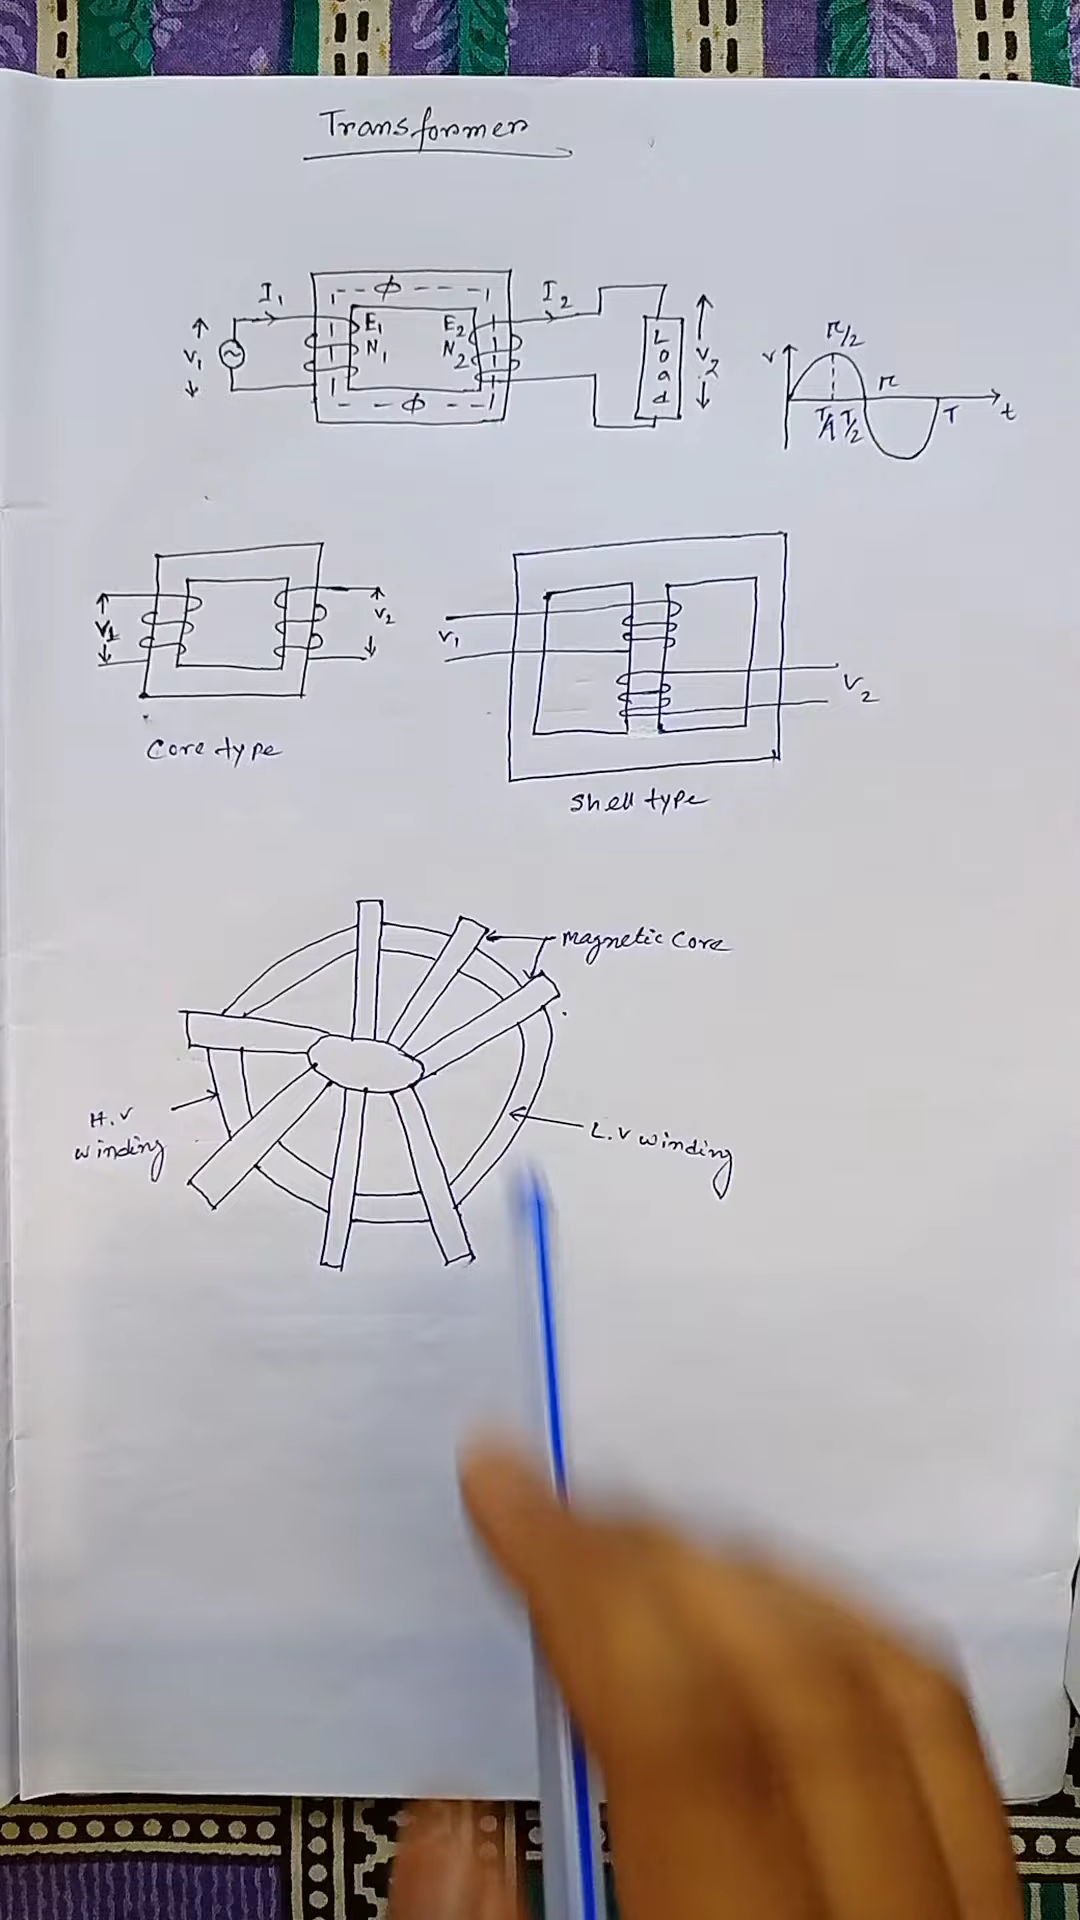 Transformer
I₁
Φ
I₂
V₁
E₁
E₂
N₁
N₂
Φ
Load
V₂
V
π/2
π
T/4
T/2
T
t
V₁
V₂
Core type
V₁
V₂
Shell type
Magnetic Core
H.V
winding
L.V winding